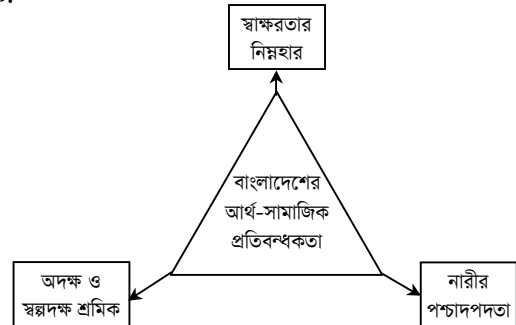 স্বাক্ষরতার
নিম্নহার
বাংলাদেশের
আর্থ-সামাজিক
প্রতিবন্ধকতা
অদক্ষ ও
স্বল্পদক্ষ শ্রমিক
নারীর
পশ্চাদপদতা